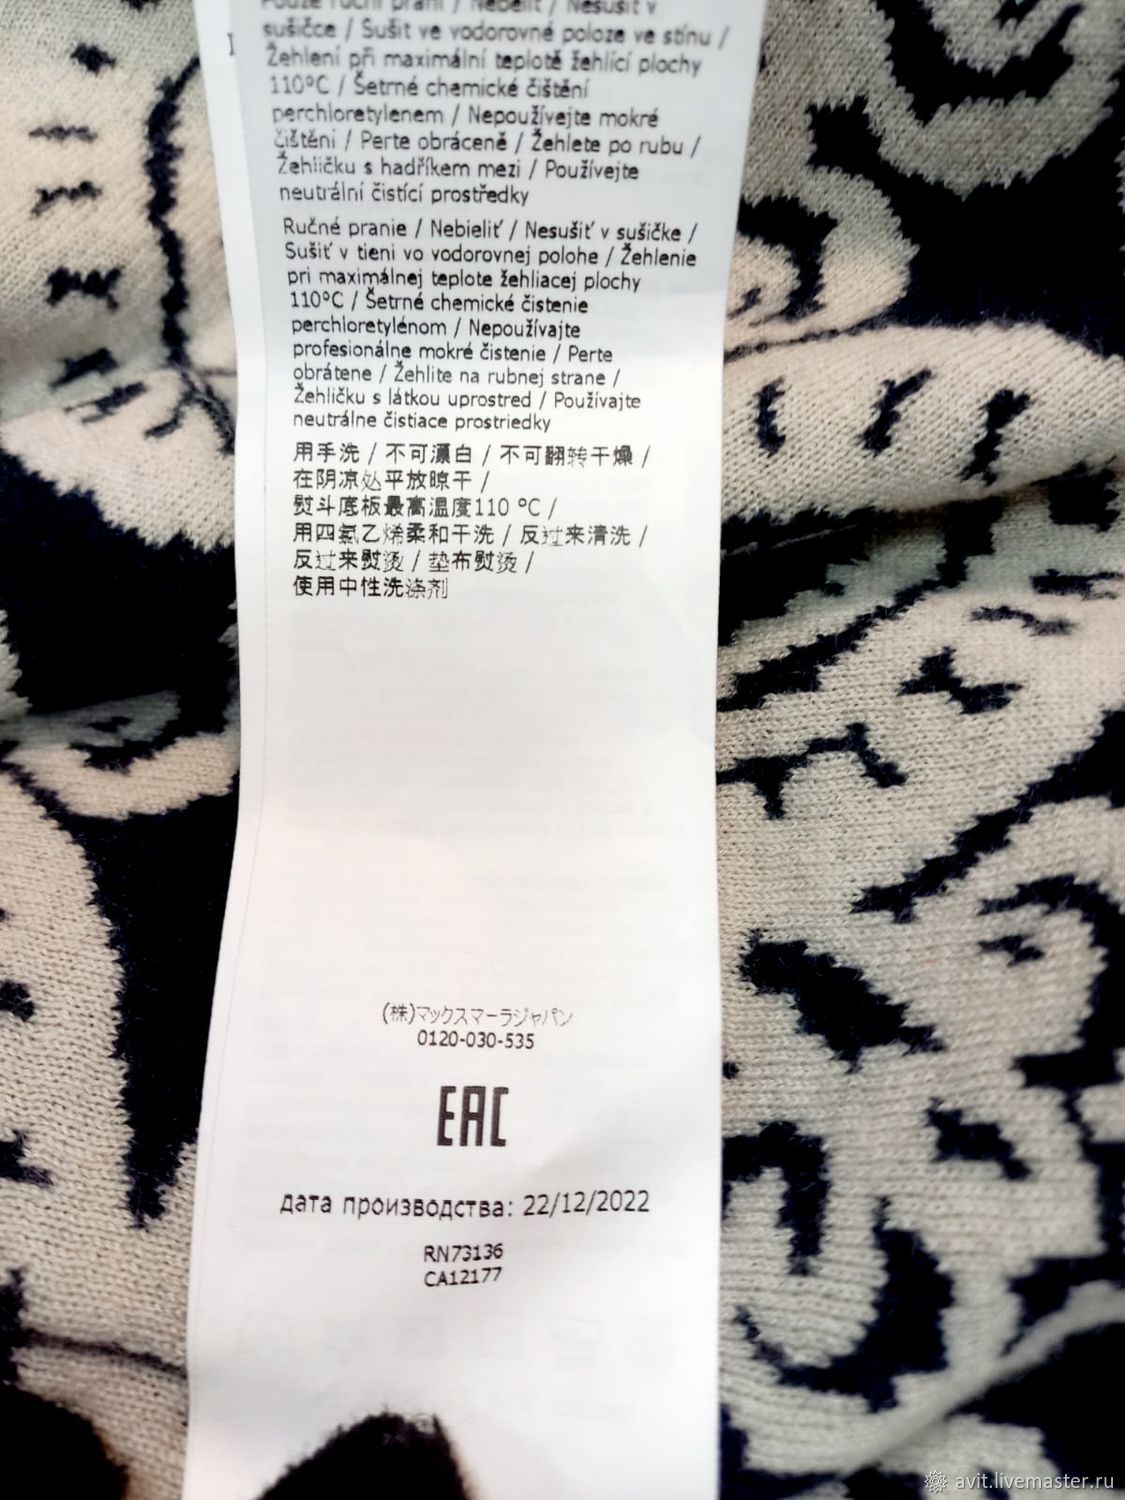 Pouze ruční praní / Nebělit / Nesušit v
sušičce / Sušit ve vodorovné poloze ve stínu /
Žehlení při maximální teplotě žehlící plochy
110°C / Šetrné chemické čištění
perchloretylenem / Nepoužívejte mokré
čištění / Perte obráceně / Žehlete po rubu /
Žehličku s hadříkem mezi / Používejte
neutrální čistící prostředky
Ručné pranie / Nebieliť / Nesušiť v sušičke /
Sušiť v tieni vo vodorovnej polohe / Žehlenie
pri maximálnej teplote žehliacej plochy
110°C / Šetrné chemické čistenie
perchloretylénom / Nepoužívajte
profesionálne mokré čistenie / Perte
obrátene / Žehlite na rubnej strane /
Žehličku s látkou uprostred / Používajte
neutrálne čistiace prostriedky
用手洗 / 不可漂白 / 不可翻转干燥 /
在阴凉处平放晾干 /
熨斗底板最高温度110 °C /
用四氯乙烯柔和干洗 / 反过来清洗 /
反过来熨烫 / 垫布熨烫 /
使用中性洗涤剂
(株)マックスマーラジャパン
0120-030-535
EAC
дата производства: 22/12/2022
RN73136
CA12177
avit.livemaster.ru